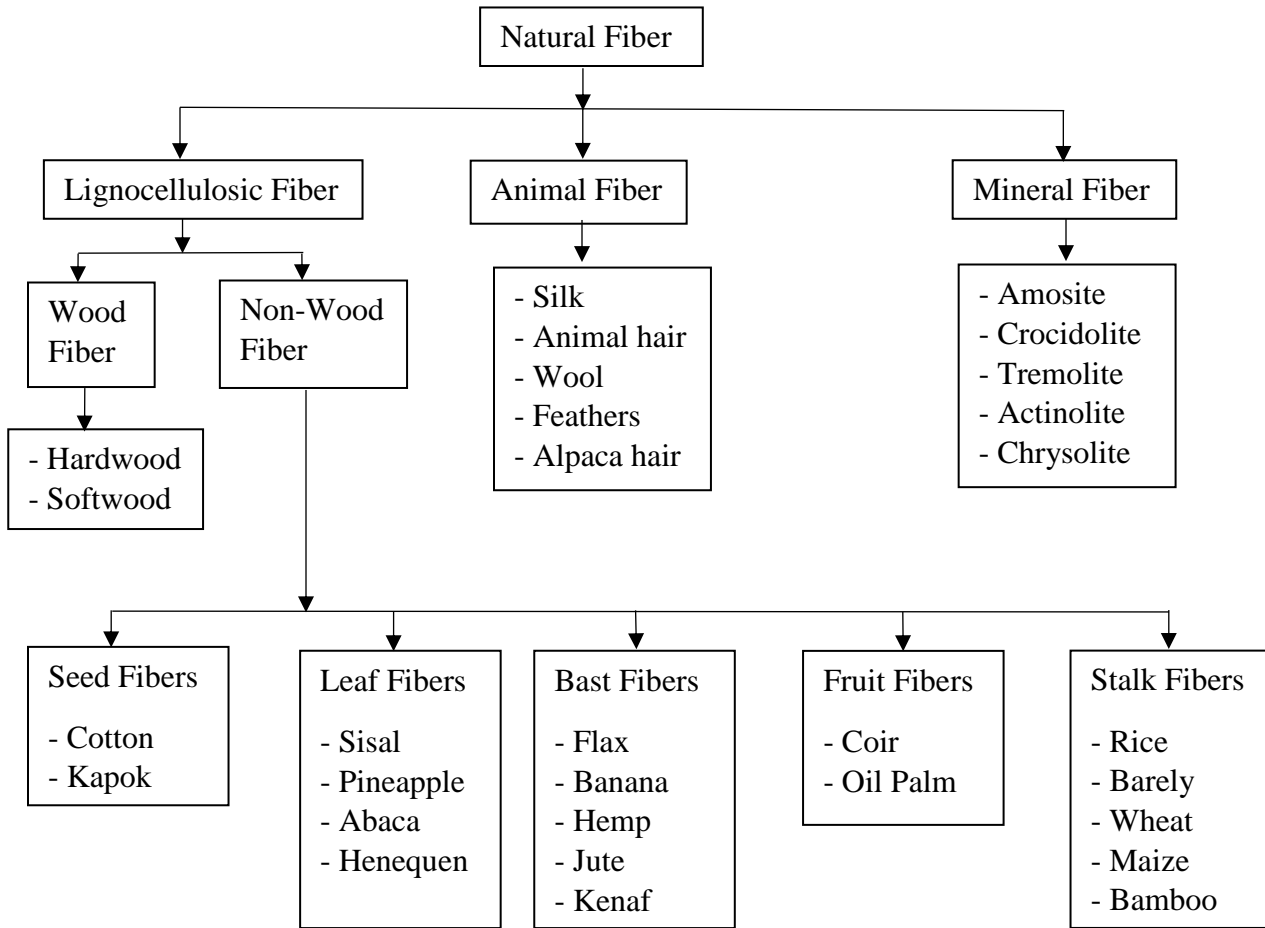 Natural Fiber
Lignocellulosic Fiber
Animal Fiber
Mineral Fiber
Wood
Fiber
Non-Wood
Fiber
- Hardwood
- Softwood
- Silk
- Animal hair
- Wool
- Feathers
- Alpaca hair
- Amosite
- Crocidolite
- Tremolite
- Actinolite
- Chrysolite
Seed Fibers
- Cotton
- Kapok
Leaf Fibers
- Sisal
- Pineapple
- Abaca
- Henequen
Bast Fibers
- Flax
- Banana
- Hemp
- Jute
- Kenaf
Fruit Fibers
- Coir
- Oil Palm
Stalk Fibers
- Rice
- Barely
- Wheat
- Maize
- Bamboo